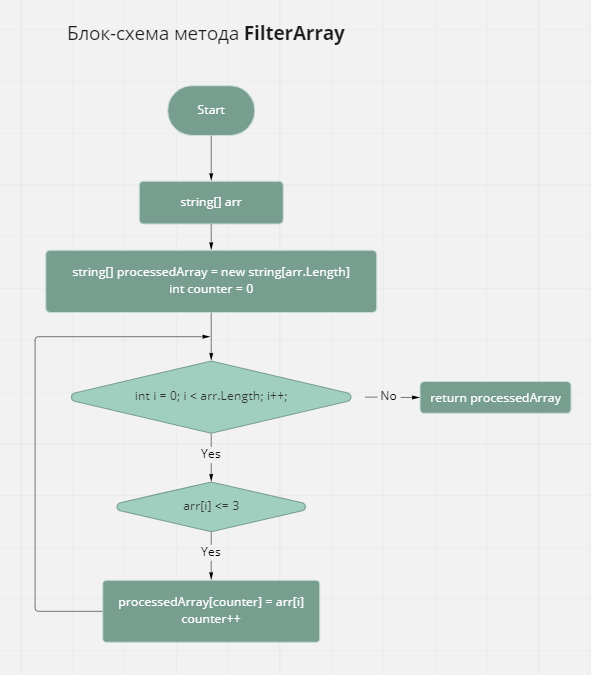 Блок-схема метода FilterArray
Start
string[] arr
string[] processedArray = new string[arr.Length]
int counter = 0
int i = 0; i < arr.Length; i++;
No
return processedArray
Yes
arr[i] <= 3
Yes
processedArray[counter] = arr[i]
counter++